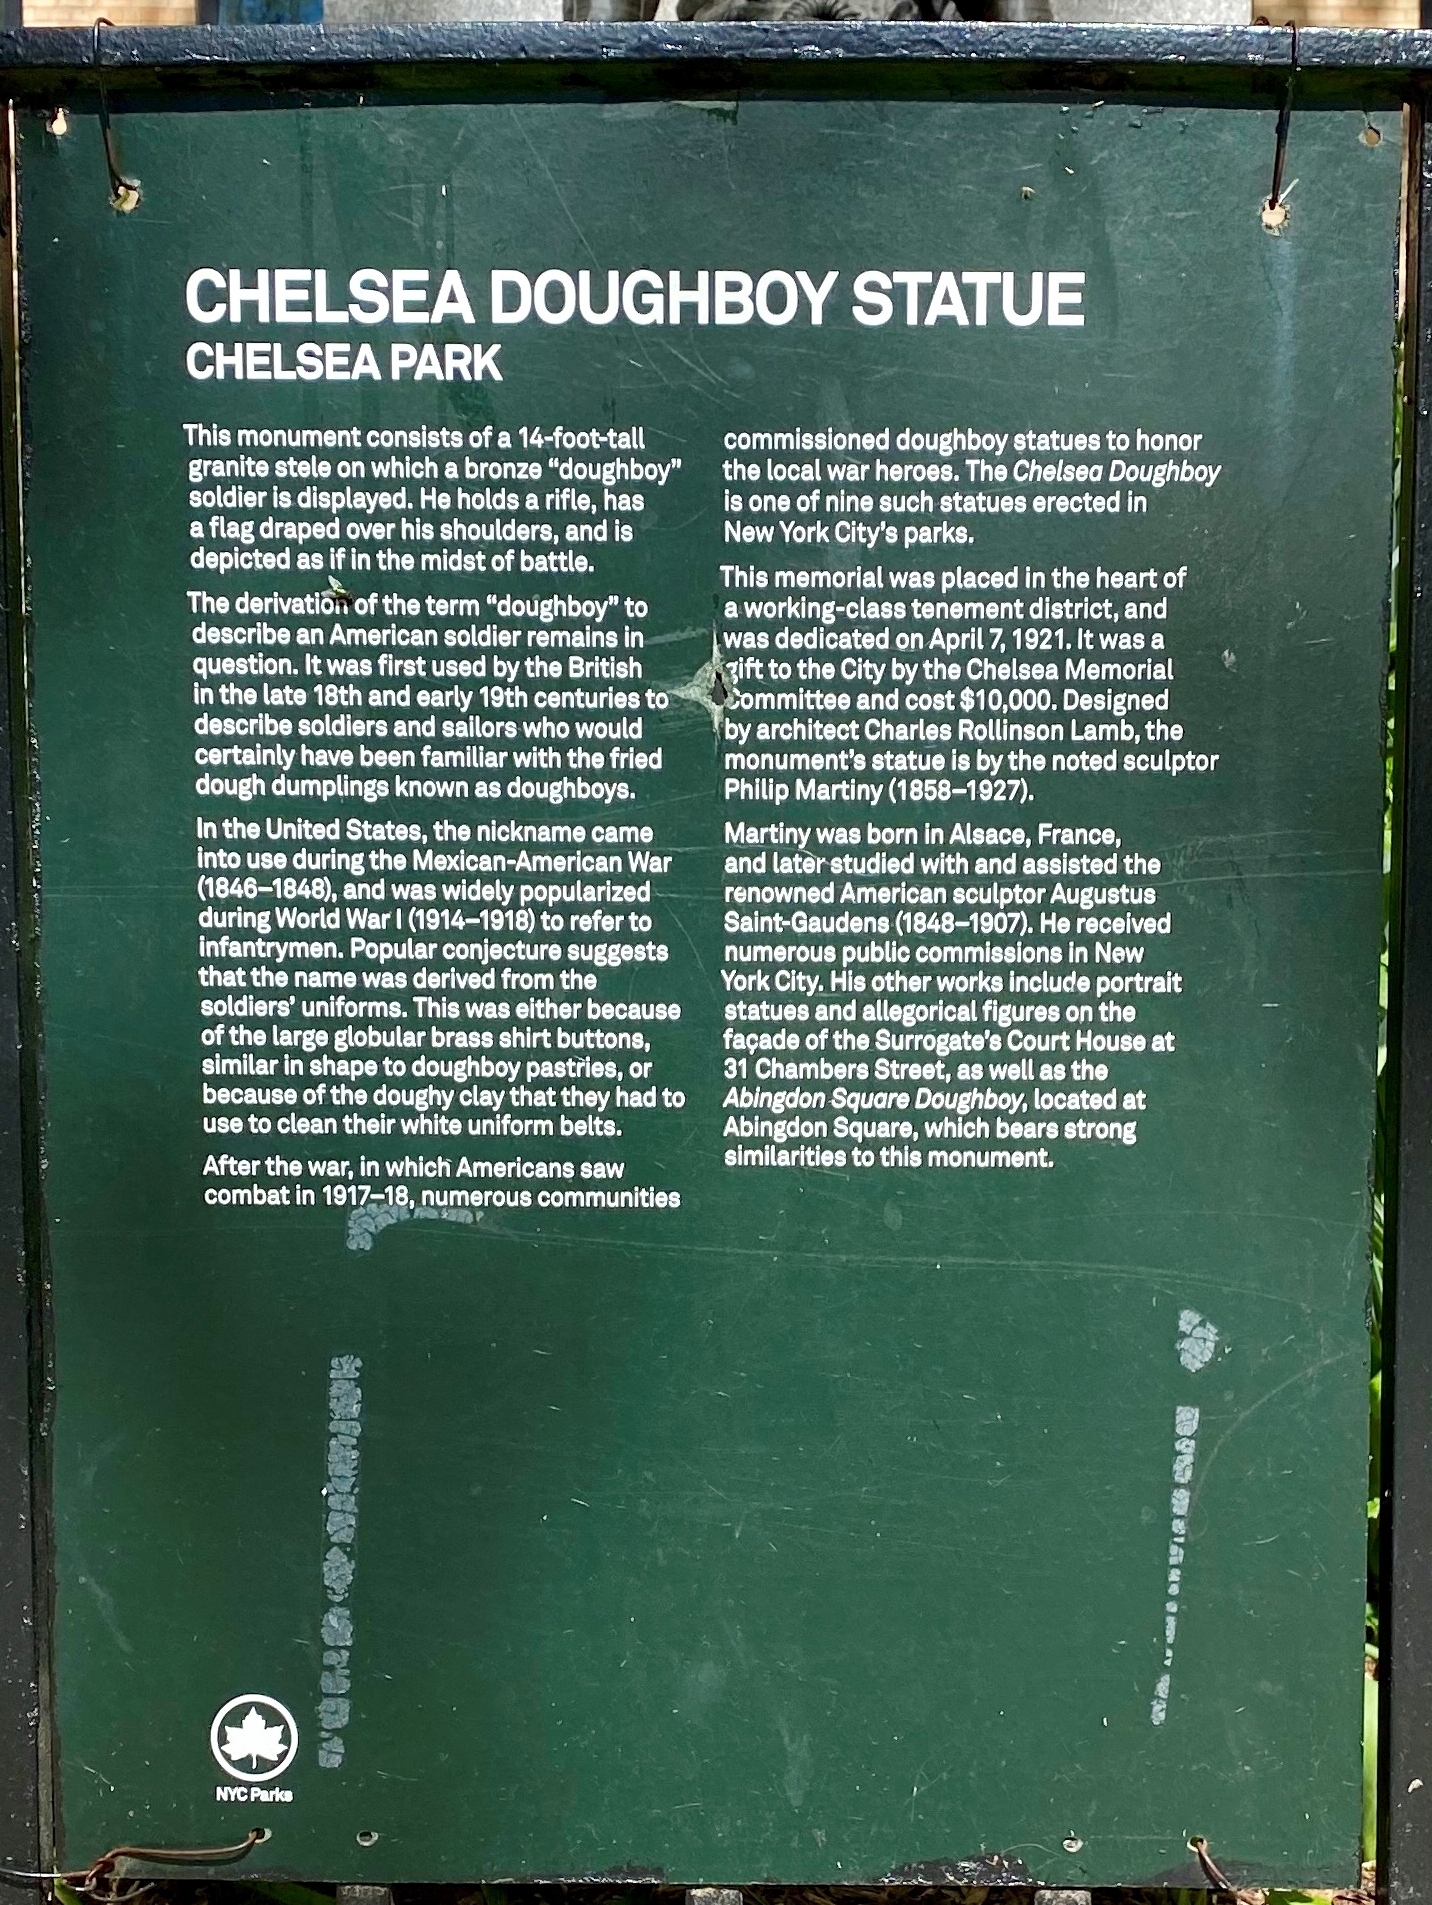 CHELSEA DOUGHBOY STATUE
CHELSEA PARK
This monument consists of a 14-foot-tall
granite stele on which a bronze “doughboy”
soldier is displayed. He holds a rifle, has
a flag draped over his shoulders, and is
depicted as if in the midst of battle.
The derivation of the term “doughboy” to
describe an American soldier remains in
question. It was first used by the British
in the late 18th and early 19th centuries to
describe soldiers and sailors who would
certainly have been familiar with the fried
dough dumplings known as doughboys.
In the United States, the nickname came
into use during the Mexican-American War
(1846–1848), and was widely popularized
during World War I (1914–1918) to refer to
infantrymen. Popular conjecture suggests
that the name was derived from the
soldiers’ uniforms. This was either because
of the large globular brass shirt buttons,
similar in shape to doughboy pastries, or
because of the doughy clay that they had to
use to clean their white uniform belts.
After the war, in which Americans saw
combat in 1917–18, numerous communities
commissioned doughboy statues to honor
the local war heroes. The Chelsea Doughboy
is one of nine such statues erected in
New York City’s parks.
This memorial was placed in the heart of
a working-class tenement district, and
was dedicated on April 7, 1921. It was a
gift to the City by the Chelsea Memorial
Committee and cost $10,000. Designed
by architect Charles Rollinson Lamb, the
monument’s statue is by the noted sculptor
Philip Martiny (1858–1927).
Martiny was born in Alsace, France,
and later studied with and assisted the
renowned American sculptor Augustus
Saint-Gaudens (1848–1907). He received
numerous public commissions in New
York City. His other works include portrait
statues and allegorical figures on the
façade of the Surrogate’s Court House at
31 Chambers Street, as well as the
Abingdon Square Doughboy, located at
Abingdon Square, which bears strong
similarities to this monument.
NYC Parks